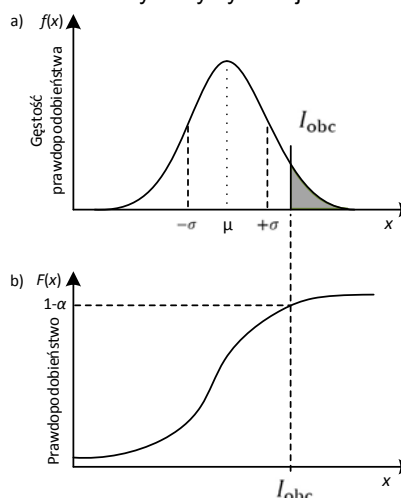 a) f(x)
Gęstość
prawdopodobieństwa
I_obc
−σ μ +σ x
b) F(x)
1-α
Prawdopodobieństwo
I_obc x